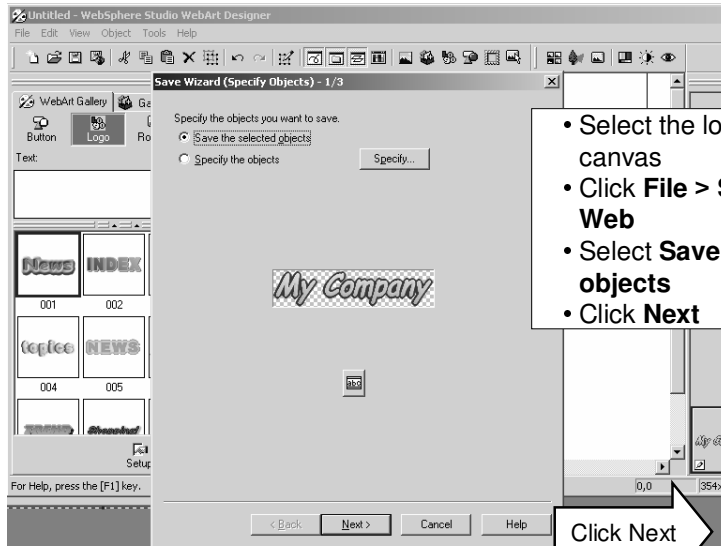 Untitled - WebSphere Studio WebArt Designer
File Edit View Object Tools Help
Save Wizard (Specify Objects) - 1/3
WebArt Gallery
Button Logo
Text:
Specify the objects you want to save.
Save the selected objects
Specify the objects
Specify...
• Select the
canvas
• Click File >
Web
• Select Save
objects
• Click Next
News INDEX
001 002
My Company
topics NEWS
004 005
abc
TREND Shopping!
Setup
For Help, press the [F1] key.
0,0
< Back Next > Cancel Help
Click Next